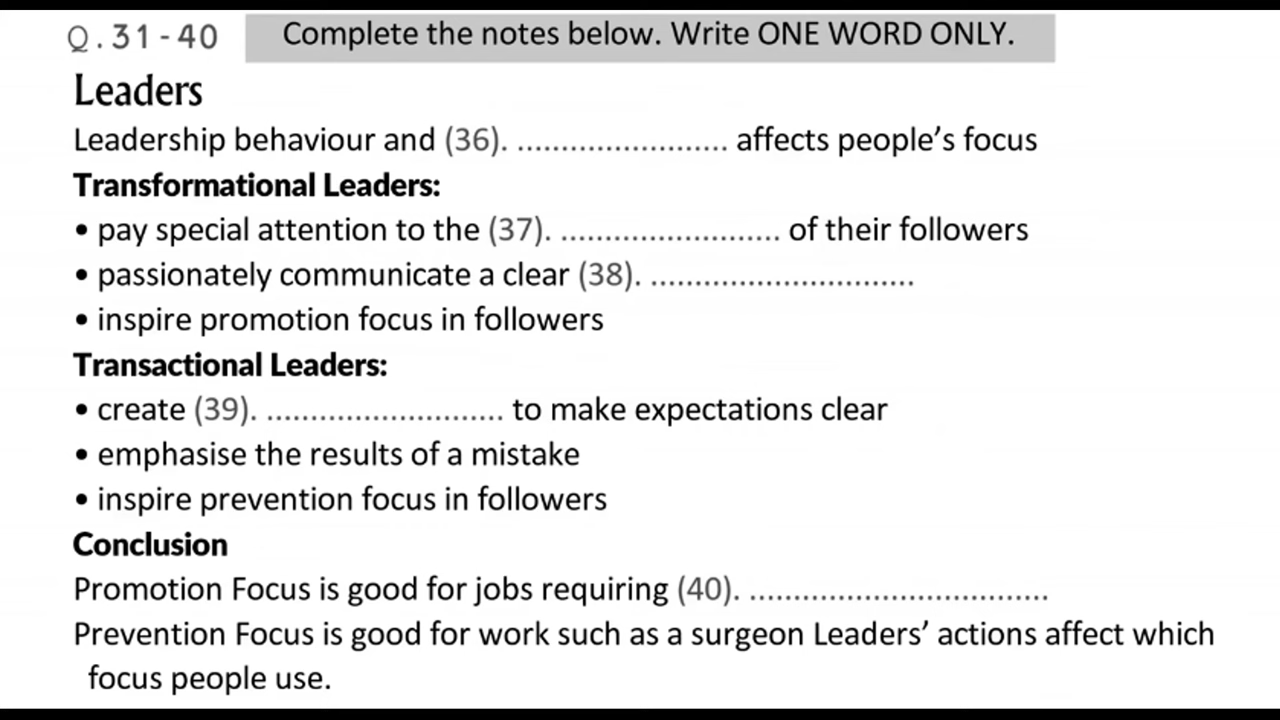 Q.31-40 Complete the notes below. Write ONE WORD ONLY.
Leaders
Leadership behaviour and (36). ........................ affects people’s focus
Transformational Leaders:
• pay special attention to the (37). ......................... of their followers
• passionately communicate a clear (38). ..............................
• inspire promotion focus in followers
Transactional Leaders:
• create (39). ........................... to make expectations clear
• emphasise the results of a mistake
• inspire prevention focus in followers
Conclusion
Promotion Focus is good for jobs requiring (40). ..................................
Prevention Focus is good for work such as a surgeon Leaders’ actions affect which
focus people use.